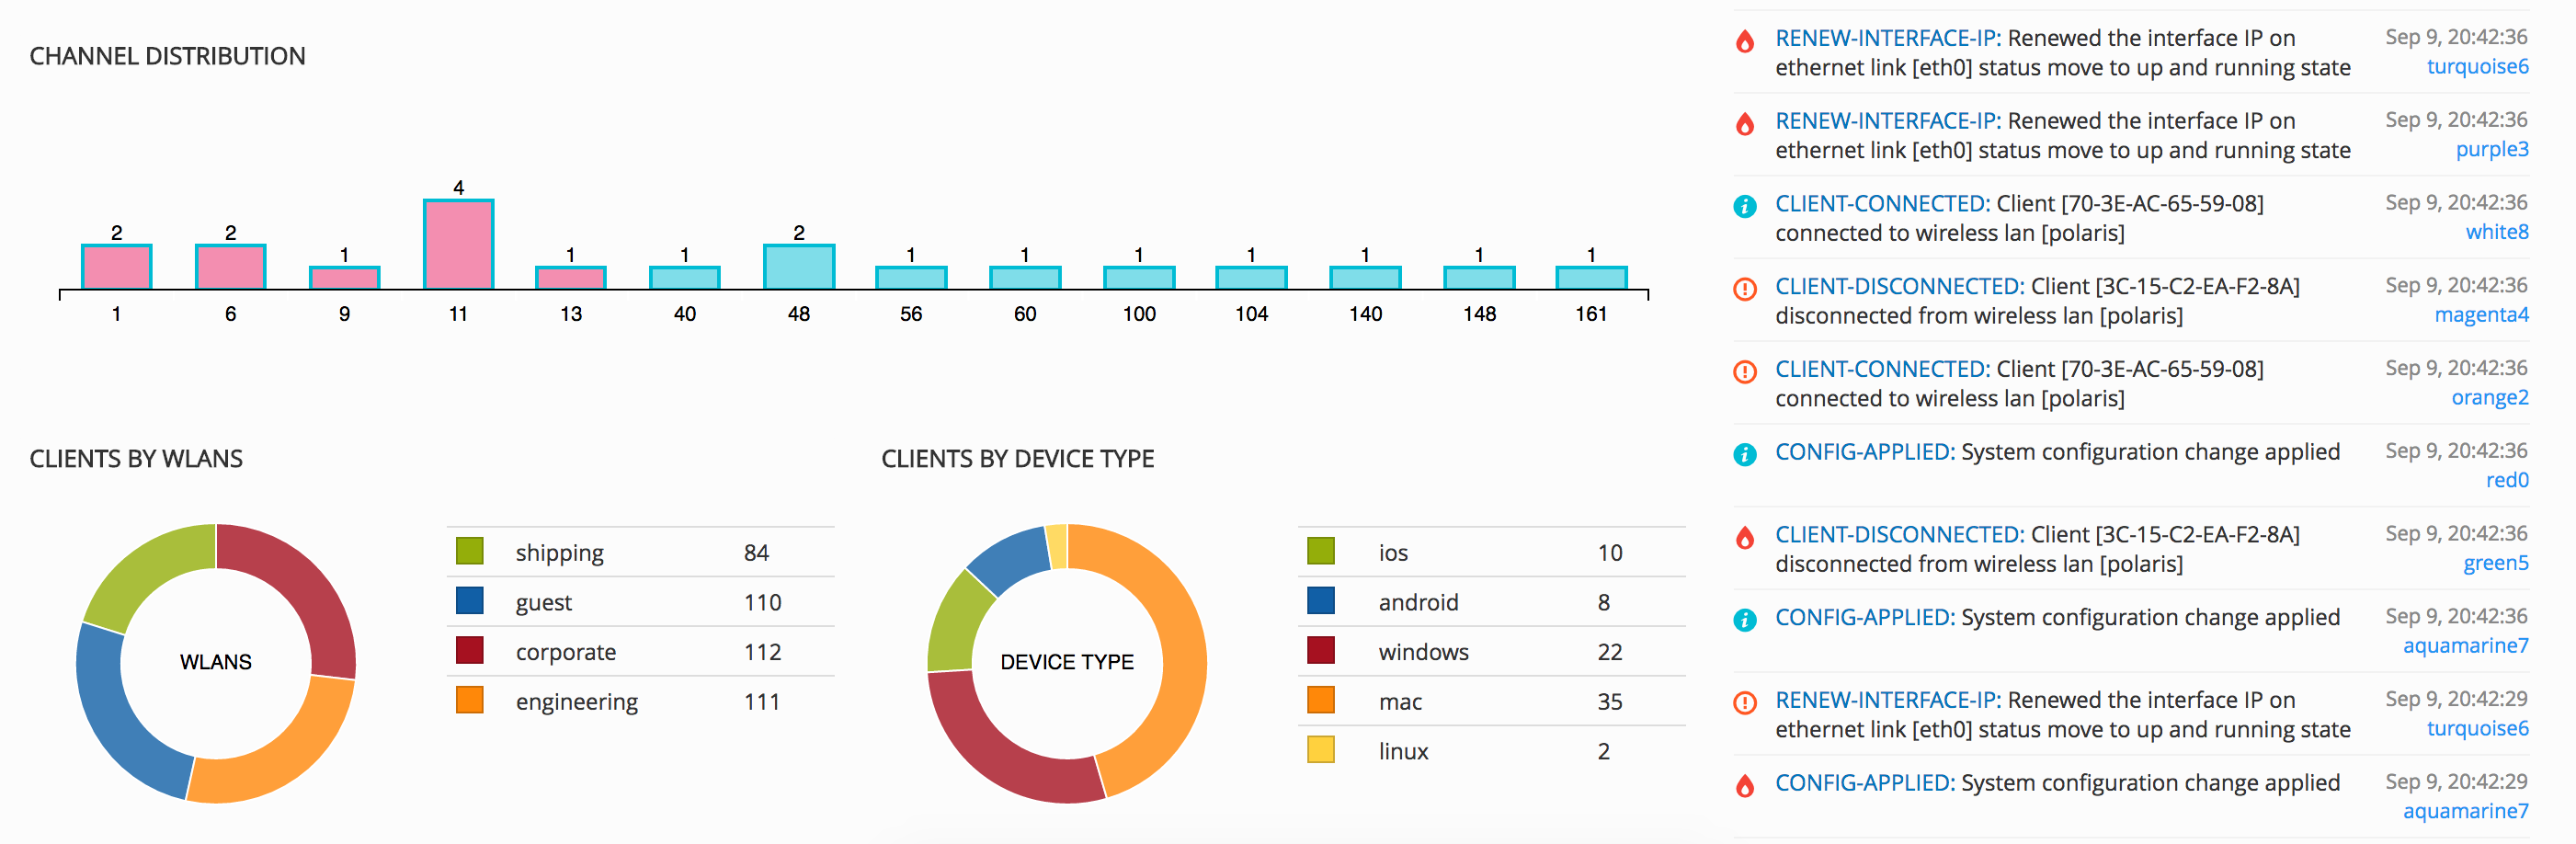 CHANNEL DISTRIBUTION
2 2 1 4 1 1 2 1 1 1 1 1 1 1
1 6 9 11 13 40 48 56 60 100 104 140 148 161
CLIENTS BY WLANS
WLANS
shipping 84
guest 110
corporate 112
engineering 111
CLIENTS BY DEVICE TYPE
DEVICE TYPE
ios 10
android 8
windows 22
mac 35
linux 2
RENEW-INTERFACE-IP: Renewed the interface IP on Sep 9, 20:42:36
ethernet link [eth0] status move to up and running state turquoise6
RENEW-INTERFACE-IP: Renewed the interface IP on Sep 9, 20:42:36
ethernet link [eth0] status move to up and running state purple3
CLIENT-CONNECTED: Client [70-3E-AC-65-59-08] Sep 9, 20:42:36
connected to wireless lan [polaris] white8
CLIENT-DISCONNECTED: Client [3C-15-C2-EA-F2-8A] Sep 9, 20:42:36
disconnected from wireless lan [polaris] magenta4
CLIENT-CONNECTED: Client [70-3E-AC-65-59-08] Sep 9, 20:42:36
connected to wireless lan [polaris] orange2
CONFIG-APPLIED: System configuration change applied Sep 9, 20:42:36
red0
CLIENT-DISCONNECTED: Client [3C-15-C2-EA-F2-8A] Sep 9, 20:42:36
disconnected from wireless lan [polaris] green5
CONFIG-APPLIED: System configuration change applied Sep 9, 20:42:36
aquamarine7
RENEW-INTERFACE-IP: Renewed the interface IP on Sep 9, 20:42:29
ethernet link [eth0] status move to up and running state turquoise6
CONFIG-APPLIED: System configuration change applied Sep 9, 20:42:29
aquamarine7